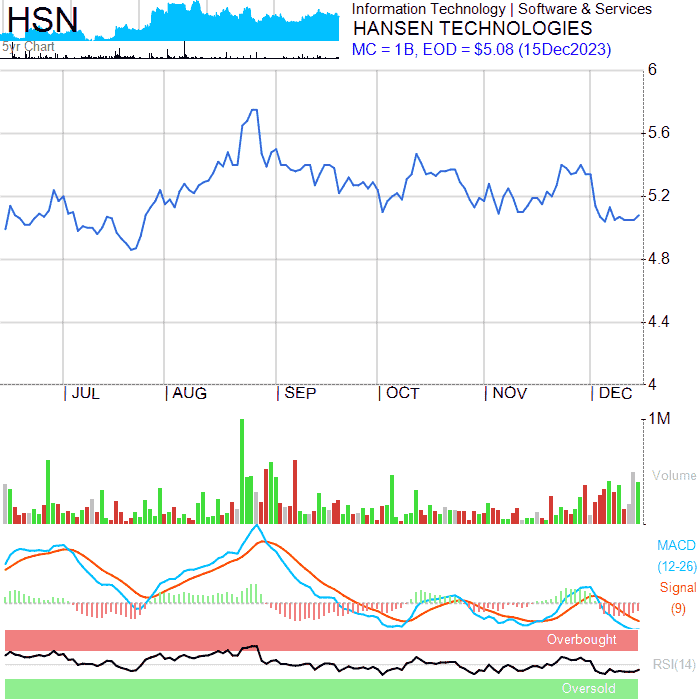 HSN
5yr Chart
Information Technology | Software & Services
HANSEN TECHNOLOGIES
MC = 1B, EOD = $5.08 (15Dec2023)
6
5.6
5.2
4.8
4.4
4
| JUL | AUG | SEP | OCT | NOV | DEC
1M
Volume
MACD
(12-26)
Signal
(9)
Overbought
RSI(14)
Oversold